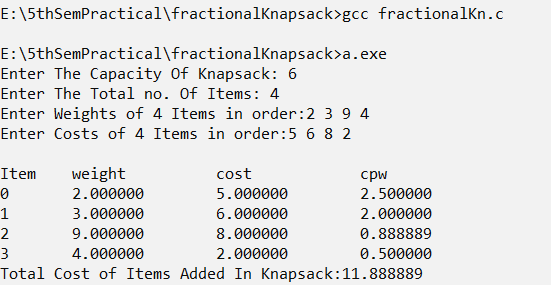 E:\5thSemPractical\fractionalKnapsack>gcc fractionalKn.c
E:\5thSemPractical\fractionalKnapsack>a.exe
Enter The Capacity Of Knapsack: 6
Enter The Total no. Of Items: 4
Enter Weights of 4 Items in order:2 3 9 4
Enter Costs of 4 Items in order:5 6 8 2
Item weight cost cpw
0 2.000000 5.000000 2.500000
1 3.000000 6.000000 2.000000
2 9.000000 8.000000 0.888889
3 4.000000 2.000000 0.500000
Total Cost of Items Added In Knapsack:11.888889